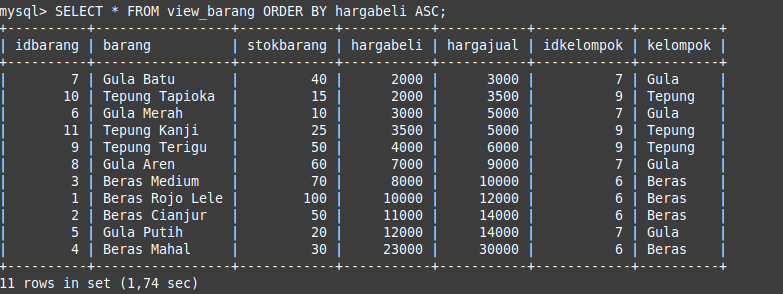 mysql> SELECT * FROM view_barang ORDER BY hargabeli ASC;
+----------+-----------------+------------+-----------+-----------+------------+----------+
| idbarang | barang          | stokbarang | hargabeli | hargajual | idkelompok | kelompok |
+----------+-----------------+------------+-----------+-----------+------------+----------+
|        7 | Gula Batu       |         40 |      2000 |      3000 |          7 | Gula     |
|       10 | Tepung Tapioka  |         15 |      2000 |      3500 |          9 | Tepung   |
|        6 | Gula Merah      |         10 |      3000 |      5000 |          7 | Gula     |
|       11 | Tepung Kanji    |         25 |      3500 |      5000 |          9 | Tepung   |
|        9 | Tepung Terigu   |         50 |      4000 |      6000 |          9 | Tepung   |
|        8 | Gula Aren       |         60 |      7000 |      9000 |          7 | Gula     |
|        3 | Beras Medium    |         70 |      8000 |     10000 |          6 | Beras    |
|        1 | Beras Rojo Lele |        100 |     10000 |     12000 |          6 | Beras    |
|        2 | Beras Cianjur   |         50 |     11000 |     14000 |          6 | Beras    |
|        5 | Gula Putih      |         20 |     12000 |     14000 |          7 | Gula     |
|        4 | Beras Mahal     |         30 |     23000 |     30000 |          6 | Beras    |
+----------+-----------------+------------+-----------+-----------+------------+----------+
11 rows in set (1,74 sec)